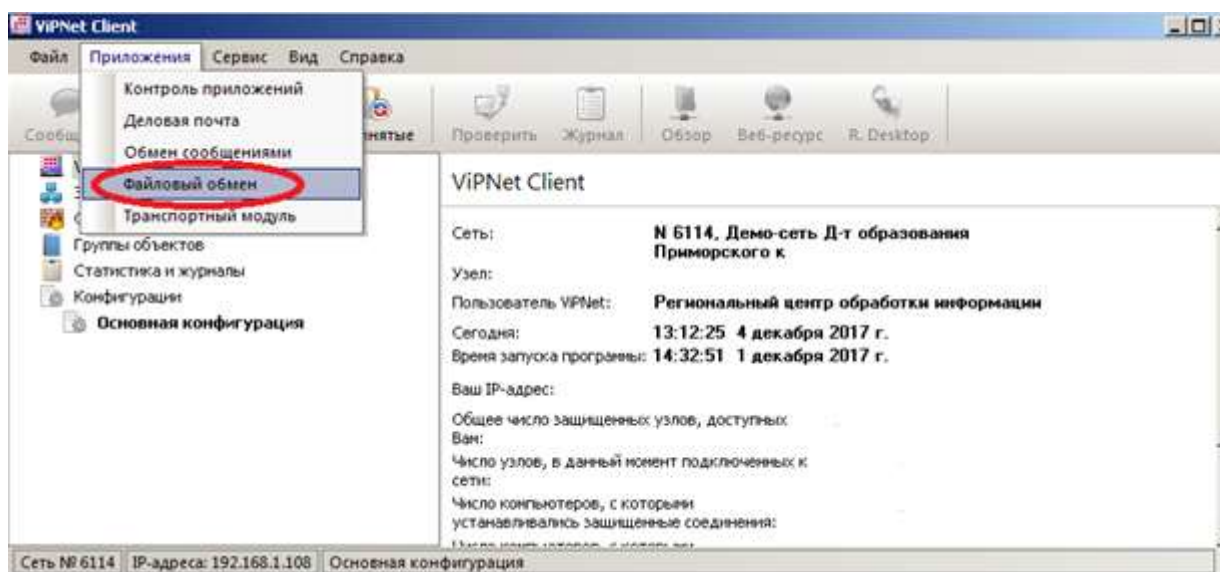 ViPNet Client
Файл Приложения Сервис Вид Справка
Контроль приложений
Деловая почта
Обмен сообщениями
Файловый обмен
Транспортный модуль
Проверить Журнал Обзор Веб-ресурс R. Desktop
Группы объектов
Статистика и журналы
Конфигурации
Основная конфигурация
ViPNet Client
Сеть: N 6114, Демо-сеть Д-т образования
Приморского к
Узел:
Пользователь ViPNet: Региональный центр обработки информации
Сегодня: 13:12:25 4 декабря 2017 г.
Время запуска программы: 14:32:51 1 декабря 2017 г.
Ваш IP-адрес:
Общее число защищенных узлов, доступных
Вам:
Число узлов, в данный момент подключенных к
сети:
Число компьютеров, с которыми
устанавливались защищенные соединения:
Сеть № 6114 IP-адреса: 192.168.1.108 Основная конфигурация